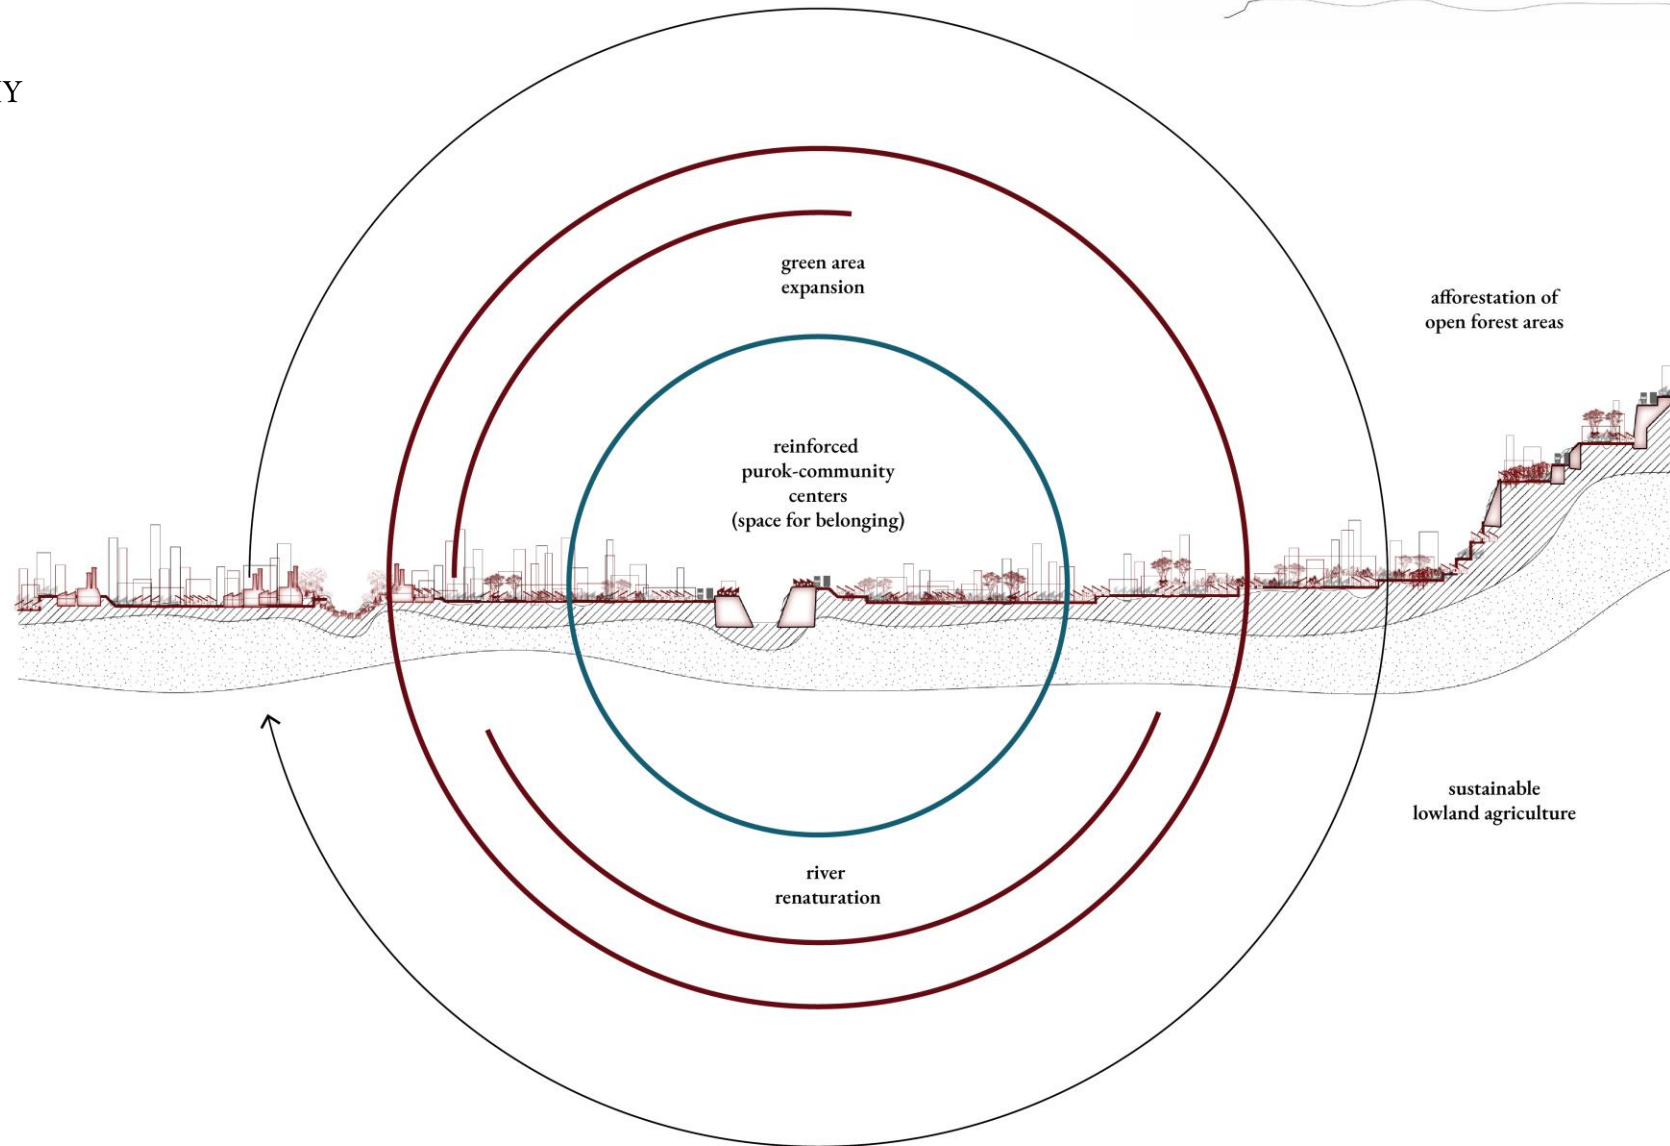 green area
expansion
afforestation of
open forest areas
reinforced
purok-community
centers
(space for belonging)
sustainable
lowland agriculture
river
renaturation